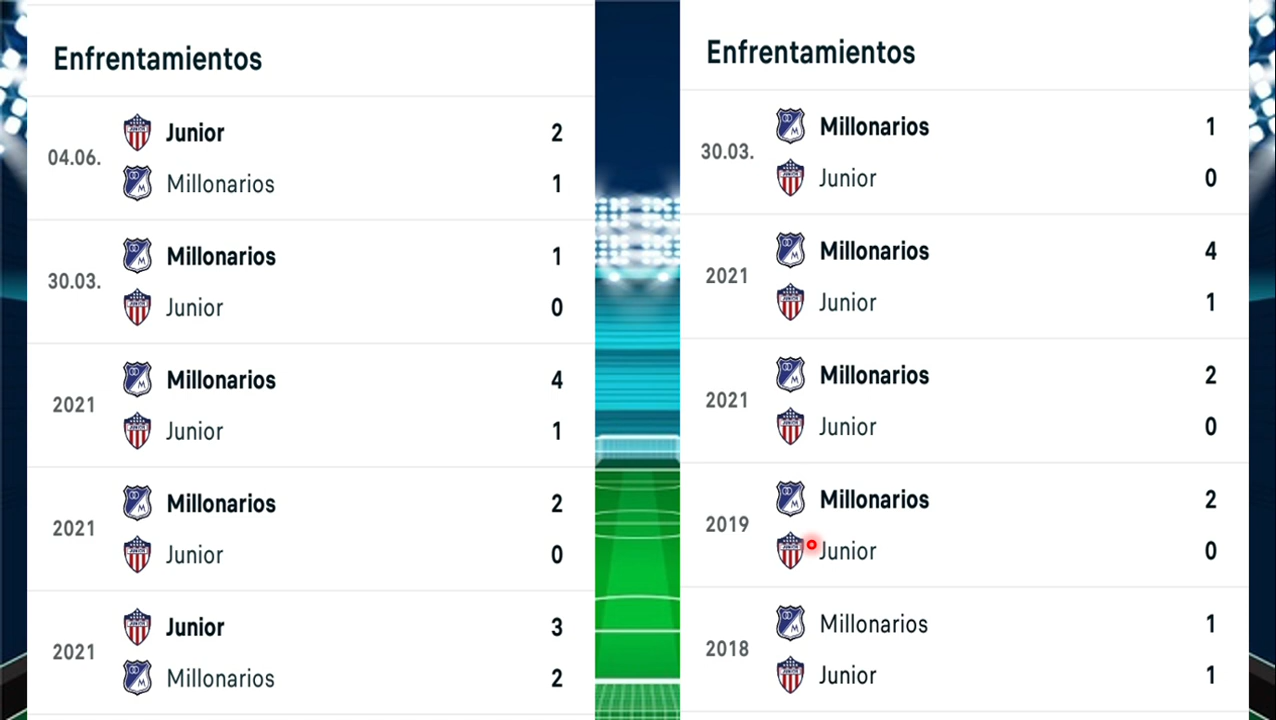 Enfrentamientos
04.06.
Junior 2
Millonarios 1
30.03.
Millonarios 1
Junior 0
2021
Millonarios 4
Junior 1
2021
Millonarios 2
Junior 0
2021
Junior 3
Millonarios 2
Enfrentamientos
30.03.
Millonarios 1
Junior 0
2021
Millonarios 4
Junior 1
2021
Millonarios 2
Junior 0
2019
Millonarios 2
Junior 0
2018
Millonarios 1
Junior 1